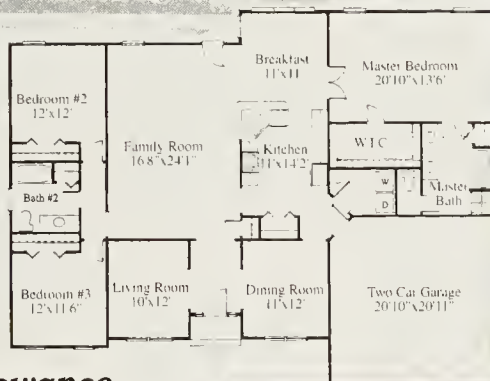 Breakfast
11'x11'
Master Bedroom
20'10"x13'6"
Bedroom #2
12'x12'
Family Room
16'8"x24'1"
Kitchen
11'x14'2"
WIC
W
D
Master
Bath
Bath #2
Bedroom #3
12'x11'6"
Living Room
10'x12'
Dining Room
11'x12'
Two Car Garage
20'10"x20'11"